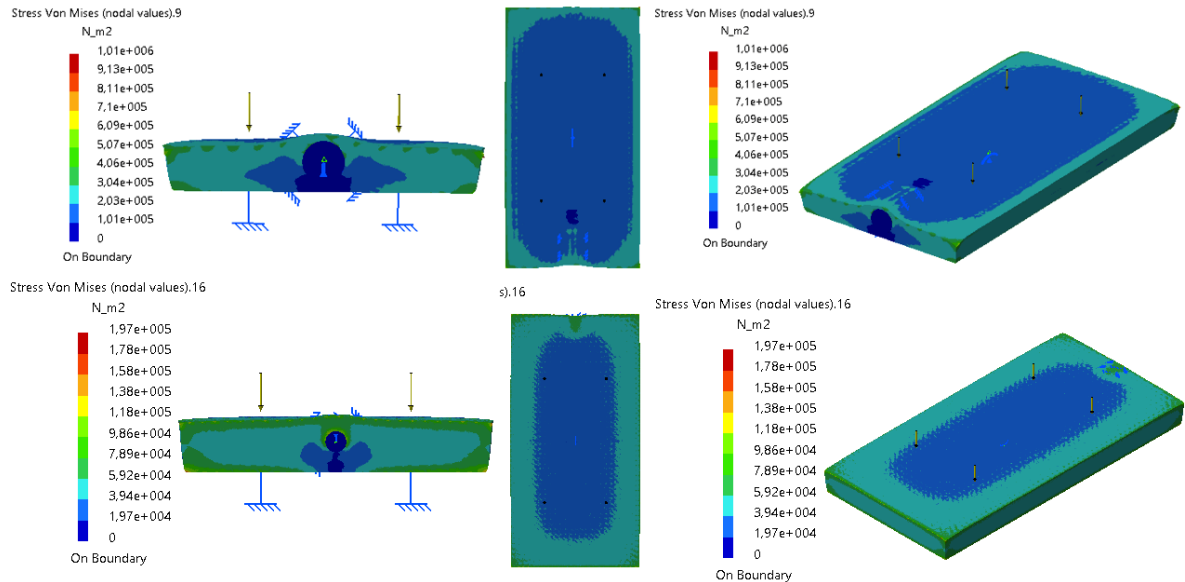 Stress Von Mises (nodal values).9
N_m2
1,01e+006
9,13e+005
8,11e+005
7,1e+005
6,09e+005
5,07e+005
4,06e+005
3,04e+005
2,03e+005
1,01e+005
0
On Boundary
Stress Von Mises (nodal values).9
N_m2
1,01e+006
9,13e+005
8,11e+005
7,1e+005
6,09e+005
5,07e+005
4,06e+005
3,04e+005
2,03e+005
1,01e+005
0
On Boundary
Stress Von Mises (nodal values).16
N_m2
1,97e+005
1,78e+005
1,58e+005
1,38e+005
1,18e+005
9,86e+004
7,89e+004
5,92e+004
3,94e+004
1,97e+004
0
On Boundary
s).16
Stress Von Mises (nodal values).16
N_m2
1,97e+005
1,78e+005
1,58e+005
1,38e+005
1,18e+005
9,86e+004
7,89e+004
5,92e+004
3,94e+004
1,97e+004
0
On Boundary